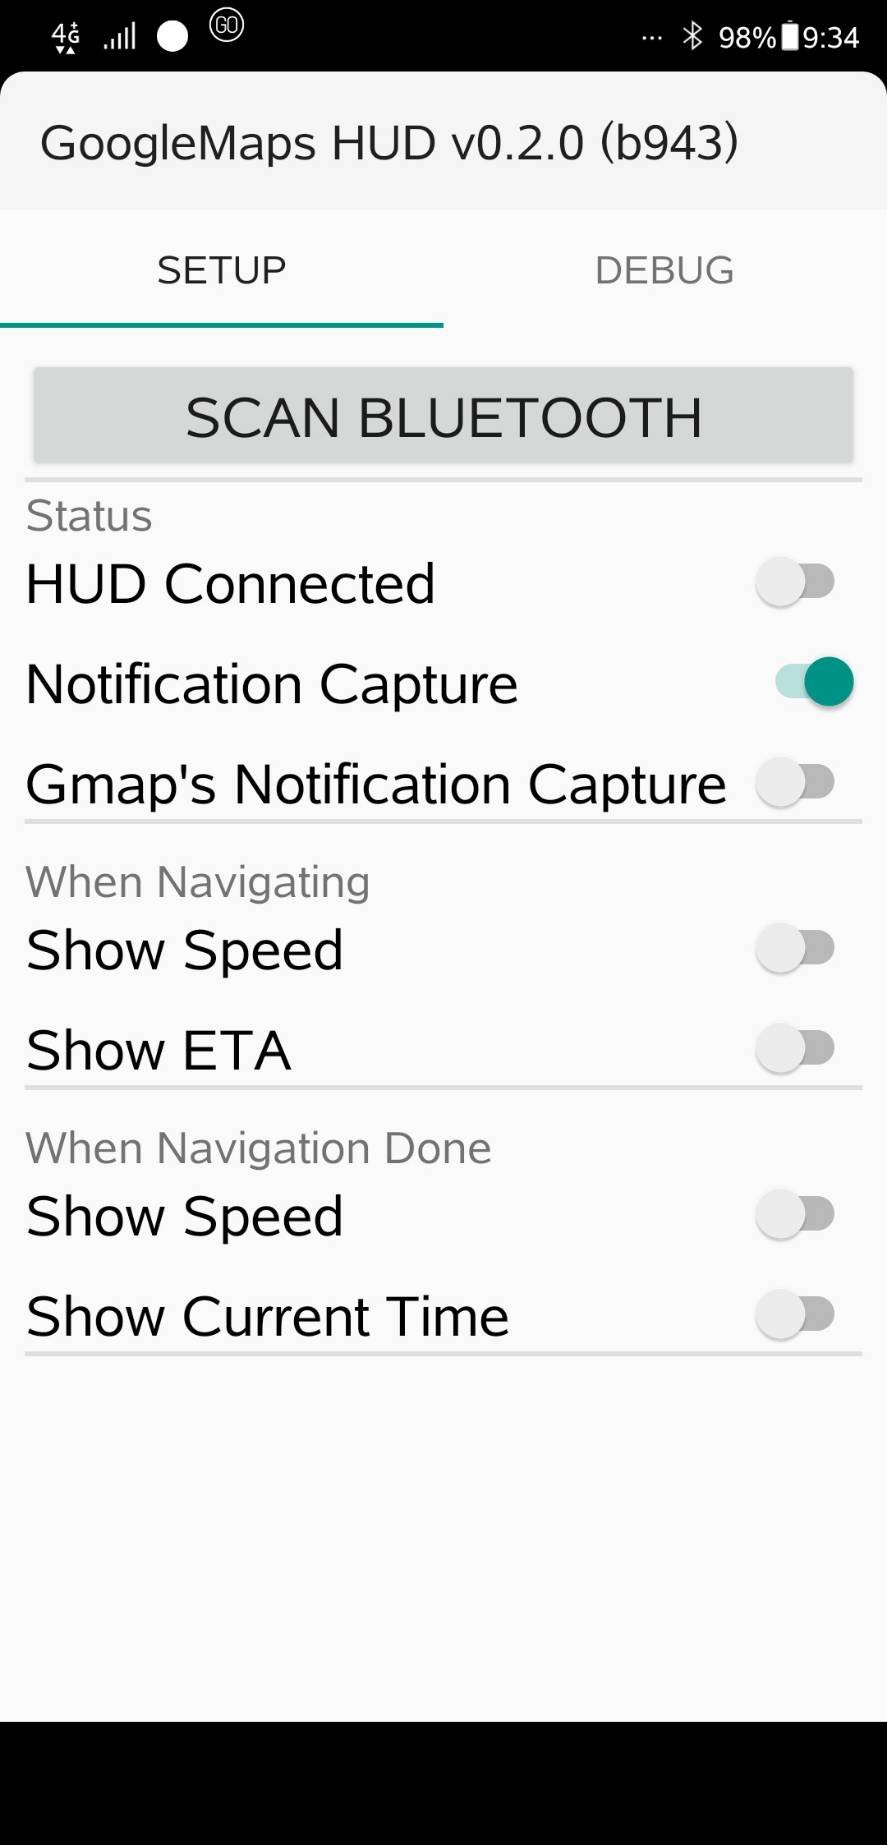 4G+ GO ... 98% 9:34
GoogleMaps HUD v0.2.0 (b943)
SETUP DEBUG
SCAN BLUETOOTH
Status
HUD Connected
Notification Capture
Gmap's Notification Capture
When Navigating
Show Speed
Show ETA
When Navigation Done
Show Speed
Show Current Time